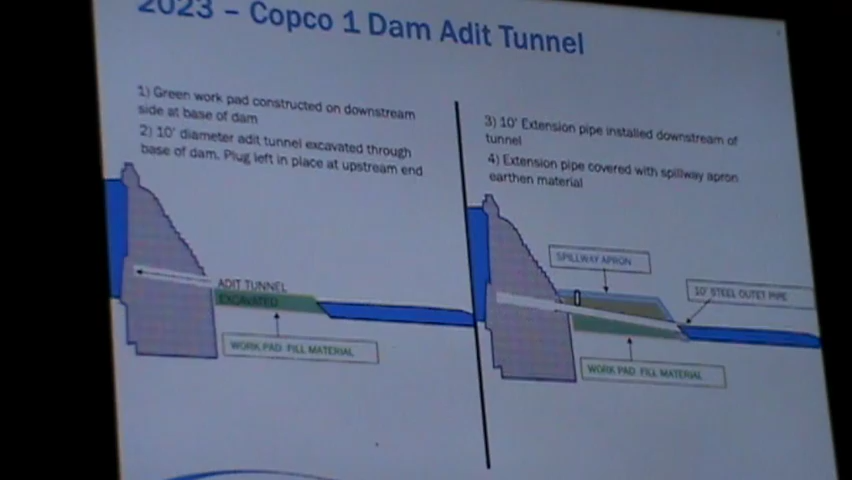 2023 – Copco 1 Dam Adit Tunnel
1) Green work pad constructed on downstream
side at base of dam
2) 10' diameter adit tunnel excavated through
base of dam. Plug left in place at upstream end
ADIT TUNNEL
EXCAVATED
WORK PAD FILL MATERIAL
3) 10' Extension pipe installed downstream of
tunnel
4) Extension pipe covered with spillway apron
earthen material
SPILLWAY APRON
10' STEEL OUTET PIPE
WORK PAD FILL MATERIAL